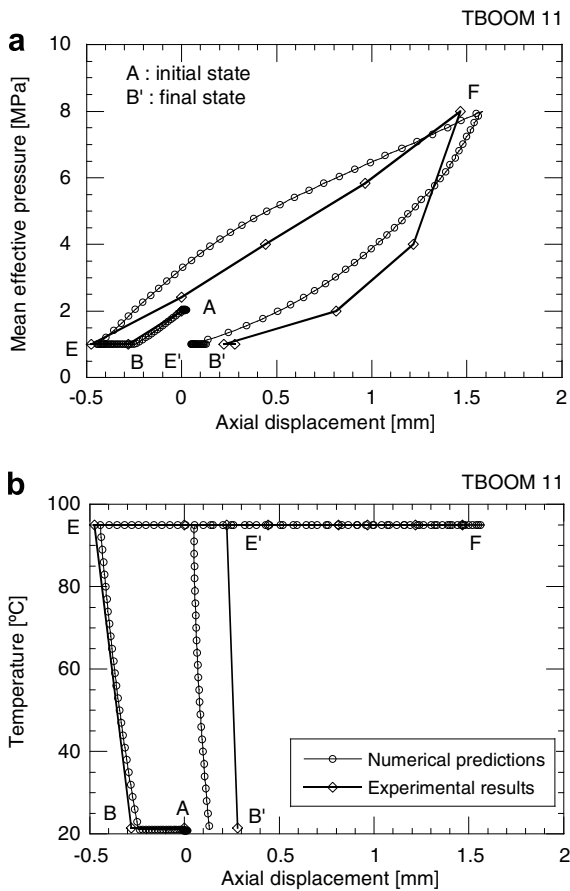 TBOOM 11
a
A : initial state
B' : final state
F
10
8
6
4
2
0
Mean effective pressure [MPa]
A
E
B
E'
B'
-0.5
0
0.5
1
1.5
2
Axial displacement [mm]
b
TBOOM 11
100
80
60
40
20
Temperature [ºC]
E
E'
F
B
A
B'
Numerical predictions
Experimental results
-0.5
0
0.5
1
1.5
2
Axial displacement [mm]